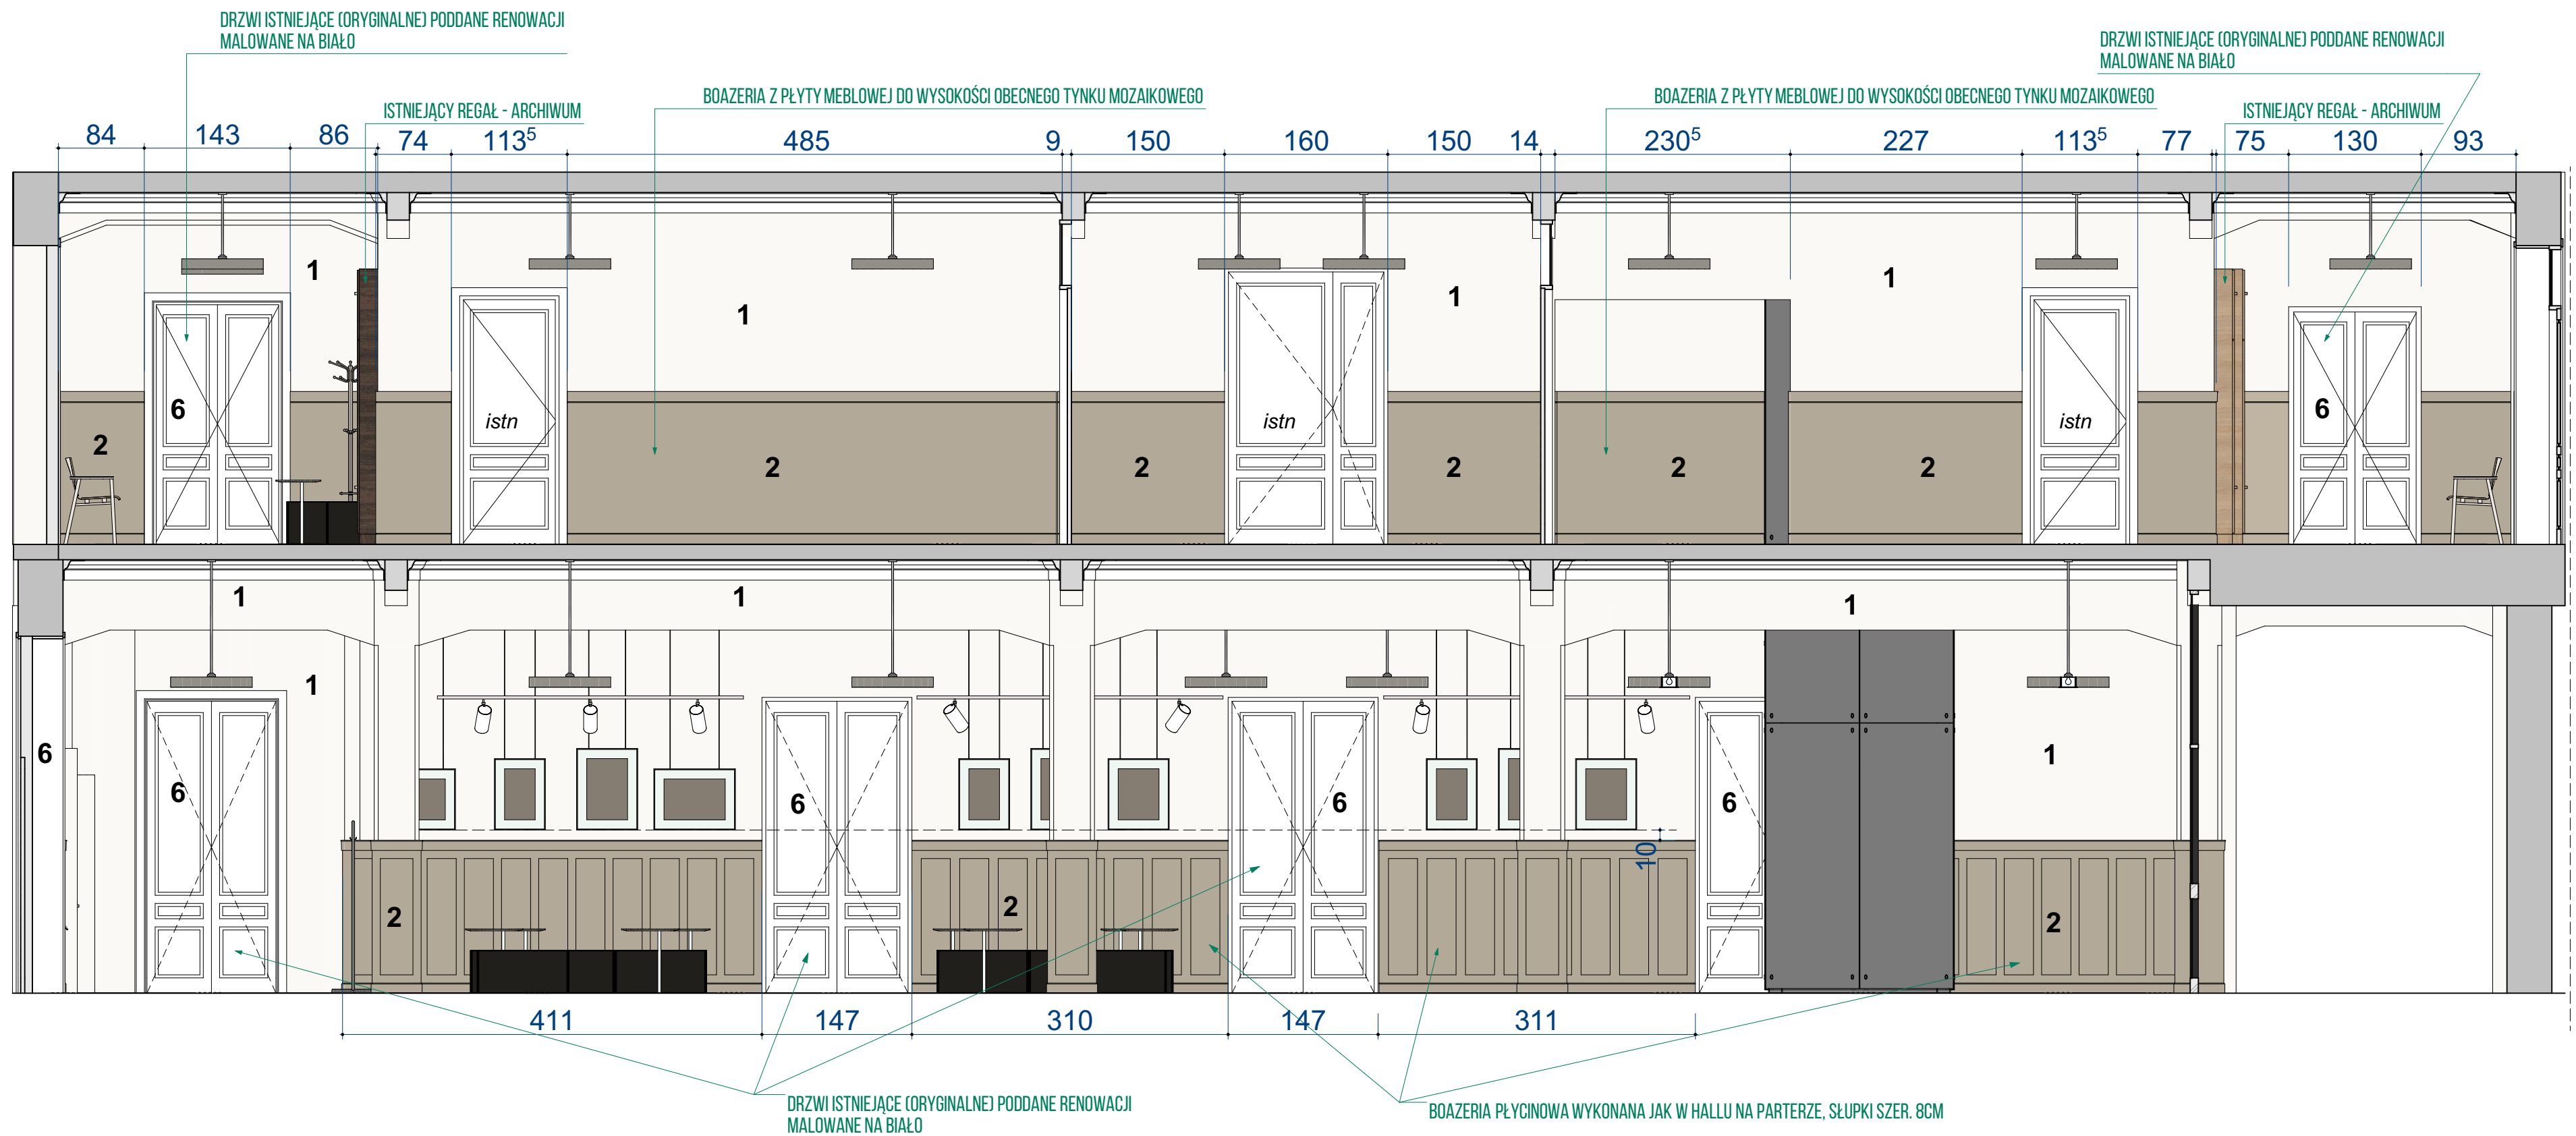 DRZWI ISTNIEJĄCE (ORYGINALNE) PODDANE RENOWACJI
MALOWANE NA BIAŁO
DRZWI ISTNIEJĄCE (ORYGINALNE) PODDANE RENOWACJI
MALOWANE NA BIAŁO
ISTNIEJĄCY REGAŁ - ARCHIWUM
BOAZERIA Z PŁYTY MEBLOWEJ DO WYSOKOŚCI OBECNEGO TYNKU MOZAIKOWEGO
BOAZERIA Z PŁYTY MEBLOWEJ DO WYSOKOŚCI OBECNEGO TYNKU MOZAIKOWEGO
ISTNIEJĄCY REGAŁ - ARCHIWUM
84 143 86 74 113⁵ 485 9 150 160 150 14 230⁵ 227 113⁵ 77 75 130 93
1 1 1 1
6 istn istn istn 6
2 2 2 2 2 2
1 1 1
1 1
6 6 6 6 6
10
2 2 2
411 147 310 147 311
DRZWI ISTNIEJĄCE (ORYGINALNE) PODDANE RENOWACJI
MALOWANE NA BIAŁO
BOAZERIA PŁYCINOWA WYKONANA JAK W HALLU NA PARTERZE, SŁUPKI SZER. 8CM